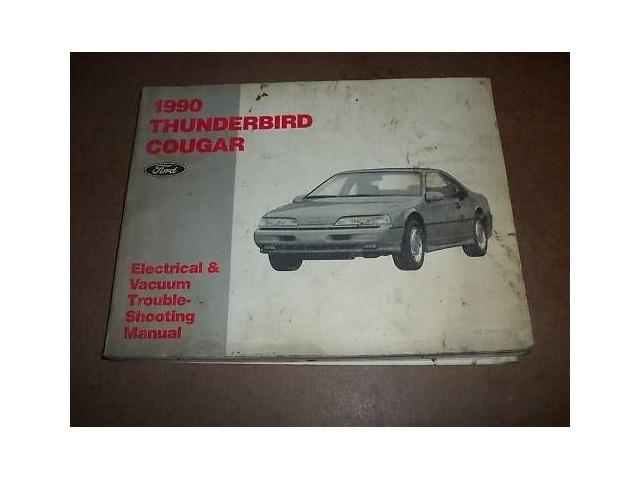 1990
THUNDERBIRD
COUGAR
Ford
Electrical &
Vacuum
Trouble-
Shooting
Manual